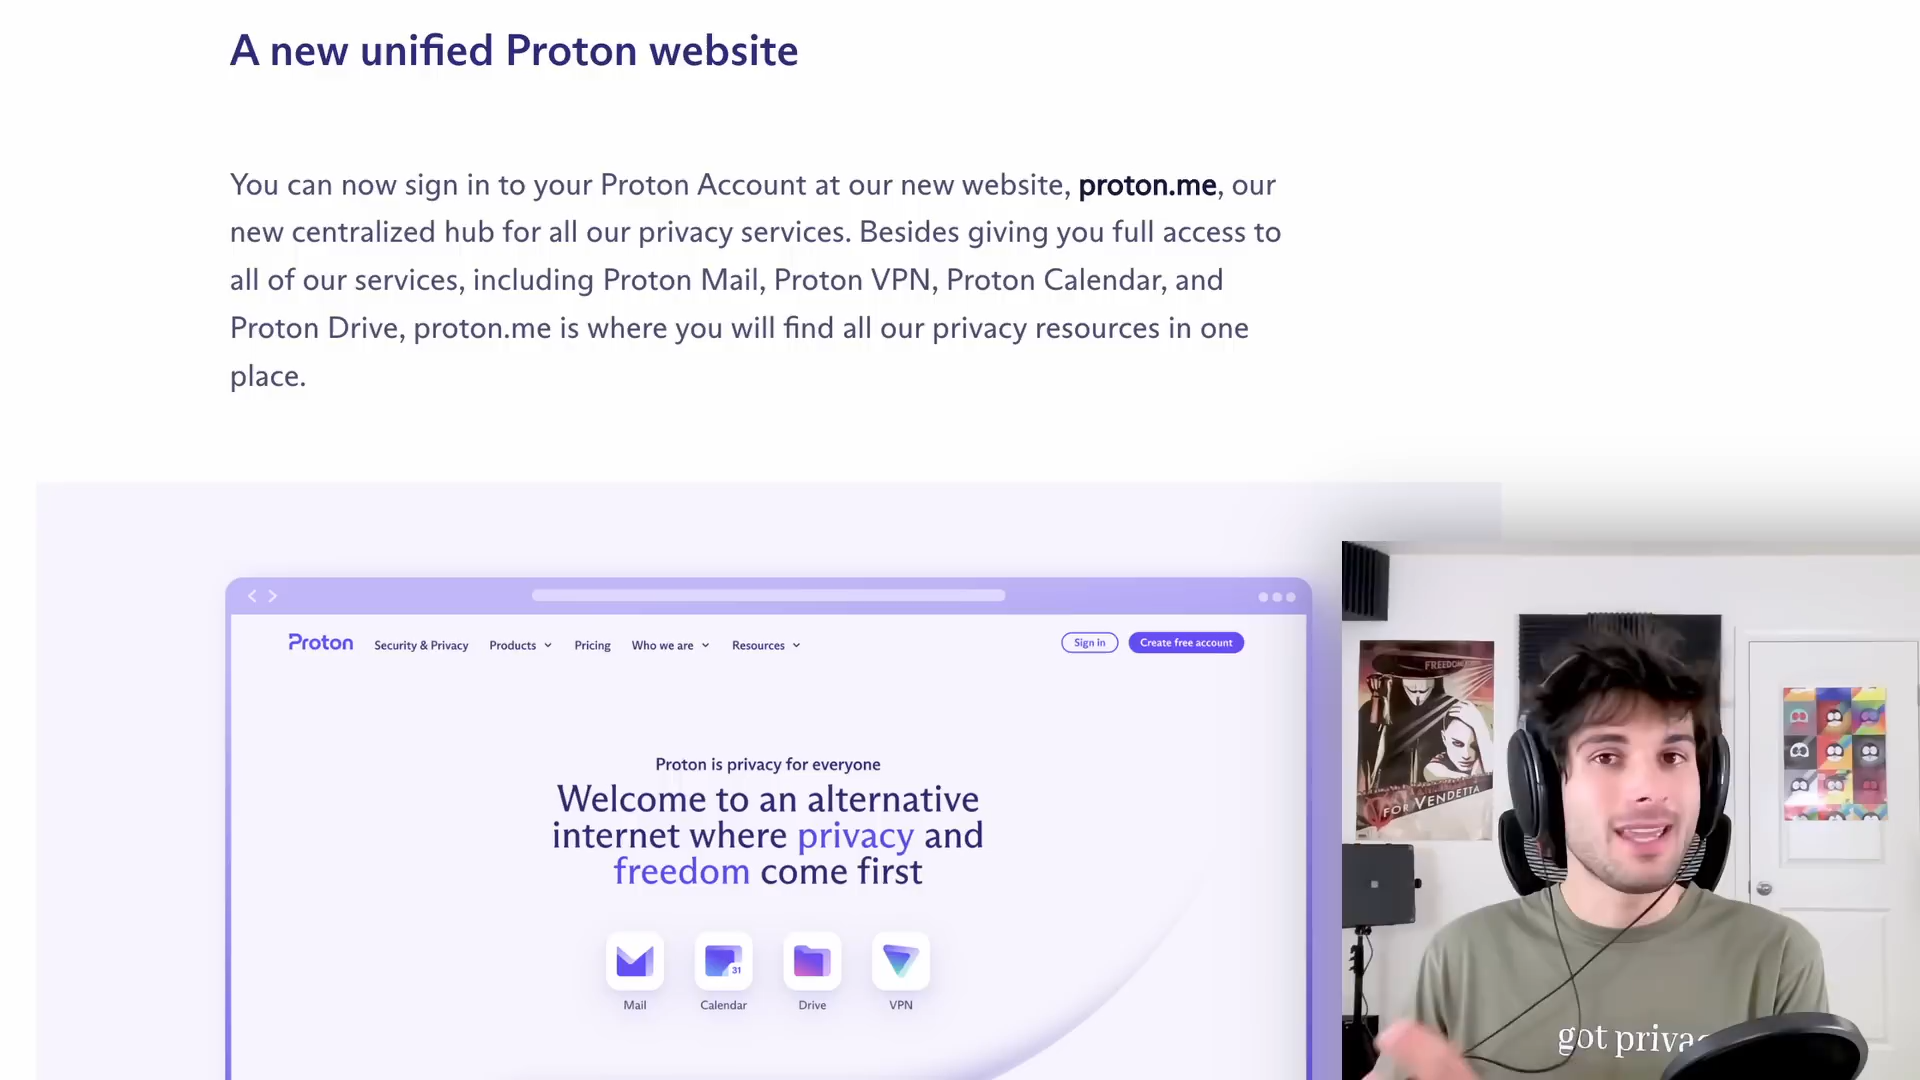 A new unified Proton website
You can now sign in to your Proton Account at our new website, proton.me, our
new centralized hub for all our privacy services. Besides giving you full access to
all of our services, including Proton Mail, Proton VPN, Proton Calendar, and
Proton Drive, proton.me is where you will find all our privacy resources in one
place.
Proton Security & Privacy Products Pricing Who we are Resources Sign in Create free account
Proton is privacy for everyone
Welcome to an alternative
internet where privacy and
freedom come first
31
Mail Calendar Drive VPN
FOR VENDETTA
got priva